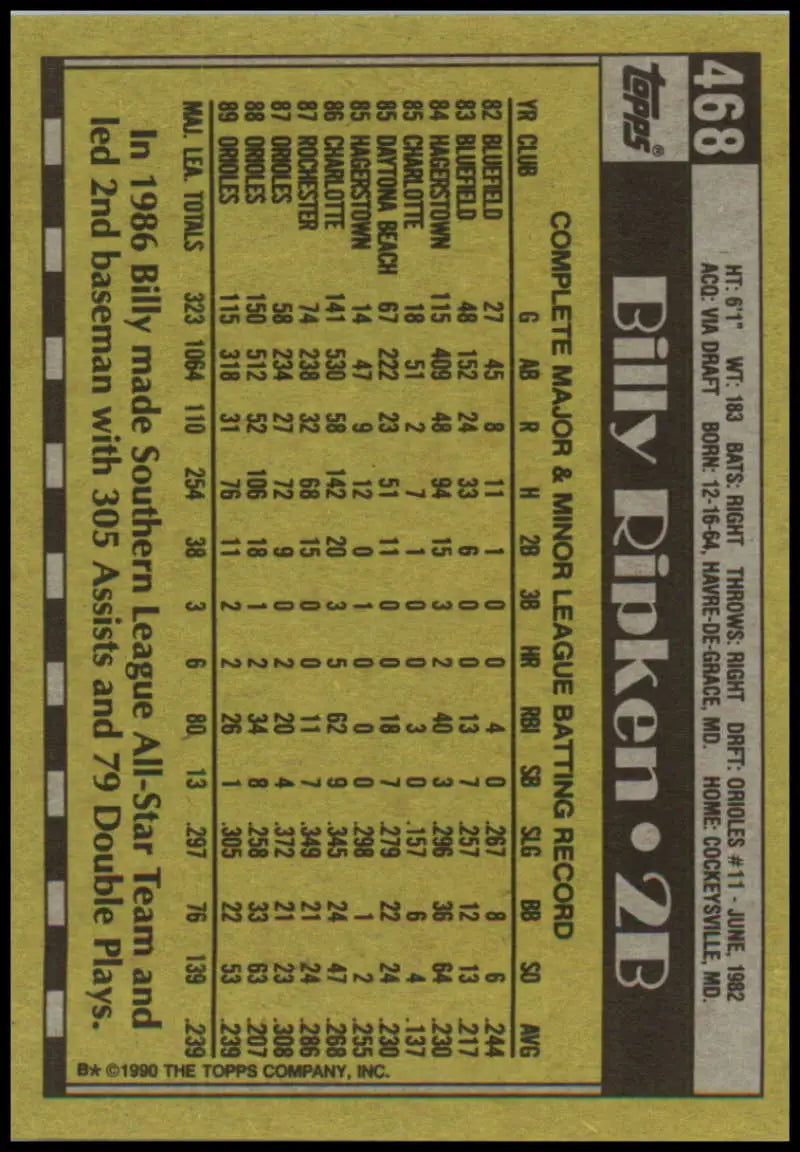 468
HT: 6'1" WT: 183 BATS: RIGHT THROWS: RIGHT DRFT: ORIOLES #11 - JUNE, 1982
ACQ: VIA DRAFT BORN: 12-16-64, HAVRE-DE-GRACE, MD. HOME: COCKEYSVILLE, MD.
topps®
Billy Ripken • 2B
COMPLETE MAJOR & MINOR LEAGUE BATTING RECORD
YR CLUB G AB R H 2B 3B HR RBI SB SLG BB SO AVG
82 BLUEFIELD 27 45 8 11 1 0 0 4 0 .267 8 6 .244
83 BLUEFIELD 48 152 24 33 6 0 0 13 7 .257 12 13 .217
84 HAGERSTOWN 115 409 48 94 15 3 2 40 3 .296 36 64 .230
85 CHARLOTTE 18 51 2 7 1 0 0 3 0 .157 6 4 .137
85 DAYTONA BEACH 67 222 23 51 11 0 0 18 7 .279 22 24 .230
85 HAGERSTOWN 14 47 9 12 0 1 0 0 0 .298 1 2 .255
86 CHARLOTTE 141 530 58 142 20 3 5 62 9 .345 24 47 .268
87 ROCHESTER 74 238 32 68 15 0 0 11 7 .349 21 24 .286
87 ORIOLES 58 234 27 72 9 0 2 20 4 .372 21 23 .308
88 ORIOLES 150 512 52 106 18 1 2 34 8 .258 33 63 .207
89 ORIOLES 115 318 31 76 11 2 2 26 1 .305 22 53 .239
MAJ. LEA. TOTALS 323 1064 110 254 38 3 6 80 13 .297 76 139 .239
In 1986 Billy made Southern League All-Star Team and
led 2nd baseman with 305 Assists and 79 Double Plays.
B* ©1990 THE TOPPS COMPANY, INC.